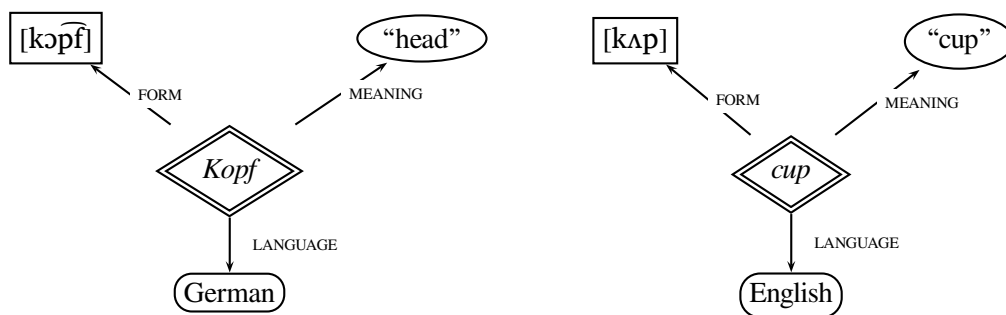 [kɔp͡f]
“head”
FORM
MEANING
Kopf
LANGUAGE
German
[kʌp]
“cup”
FORM
MEANING
cup
LANGUAGE
English